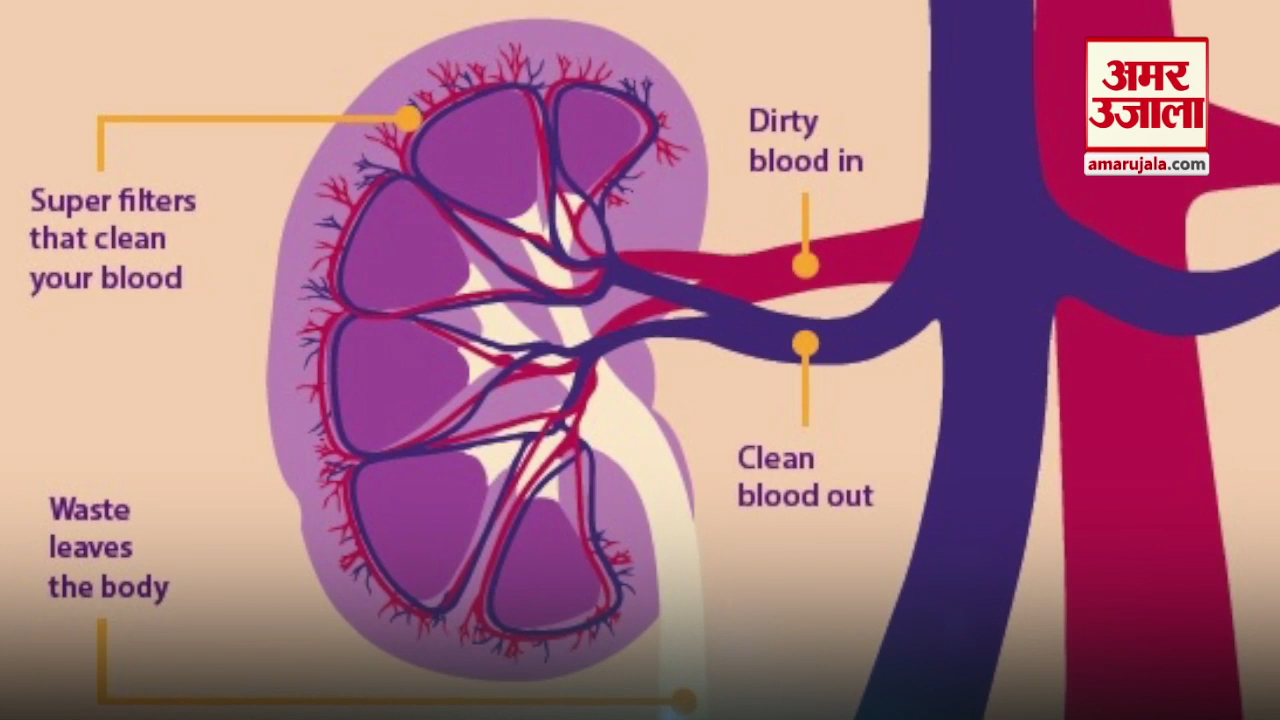 अमर
उजाला
amarujala.com
Dirty
blood in
Super filters
that clean
your blood
Clean
blood out
Waste
leaves
the body